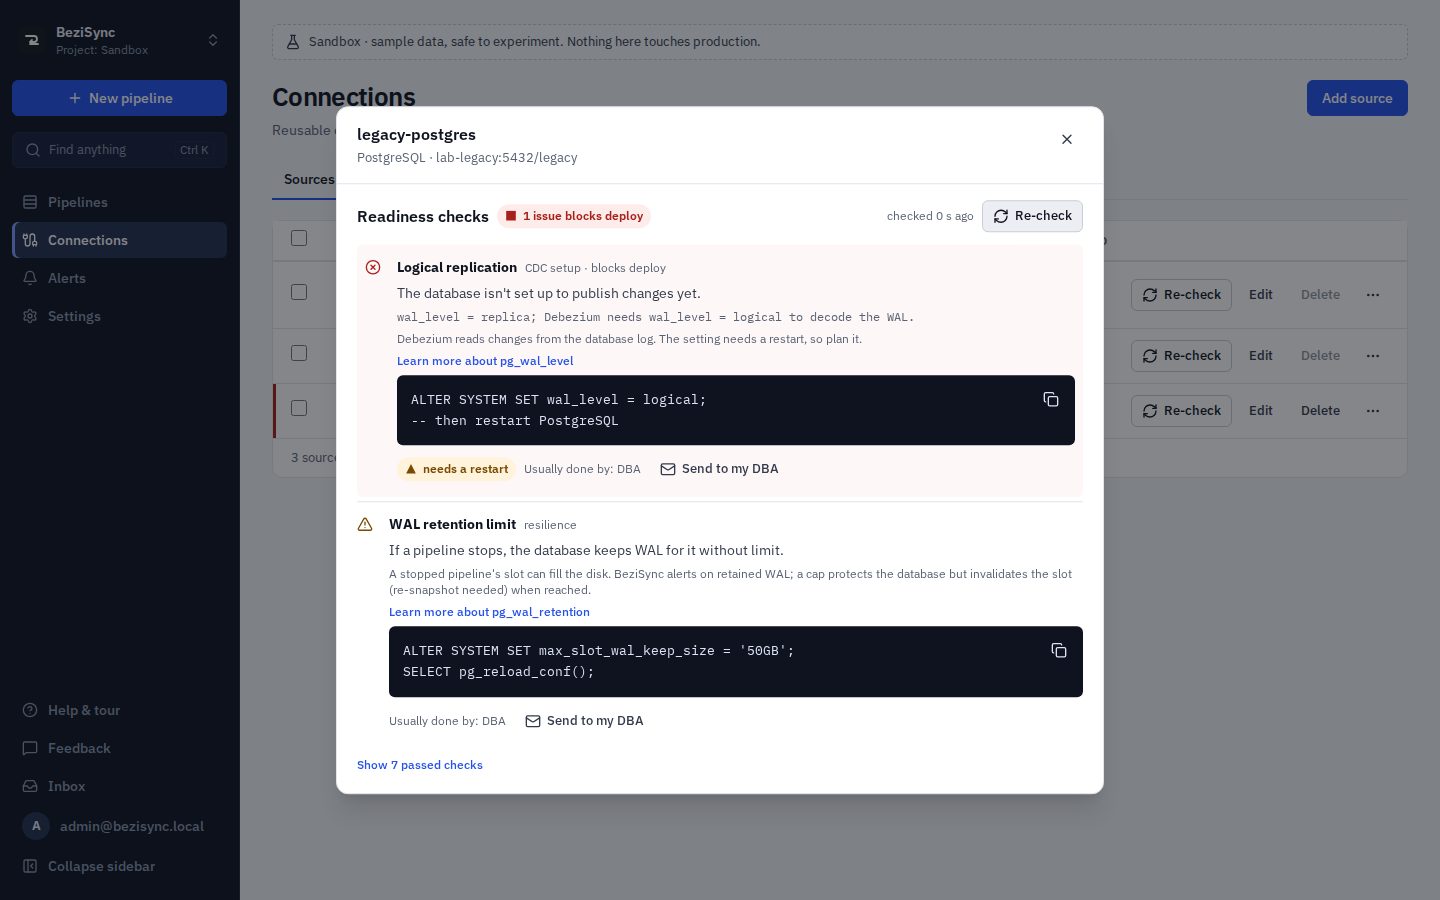 BeziSync
Project: Sandbox
New pipeline
Find anything
Ctrl K
Pipelines
Connections
Alerts
Settings
Help & tour
Feedback
Inbox
A
admin@bezisync.local
Collapse sidebar
Sandbox · sample data, safe to experiment. Nothing here touches production.
Connections
Add source
Reusable
Sources
Re-check Edit Delete
Re-check Edit Delete
Re-check Edit Delete
3
legacy-postgres
PostgreSQL · lab-legacy:5432/legacy
Readiness checks
1 issue blocks deploy
checked 0 s ago
Re-check
Logical replication CDC setup · blocks deploy
The database isn't set up to publish changes yet.
wal_level = replica; Debezium needs wal_level = logical to decode the WAL.
Debezium reads changes from the database log. The setting needs a restart, so plan it.
Learn more about pg_wal_level
ALTER SYSTEM SET wal_level = logical;
-- then restart PostgreSQL
needs a restart Usually done by: DBA Send to my DBA
WAL retention limit resilience
If a pipeline stops, the database keeps WAL for it without limit.
A stopped pipeline's slot can fill the disk. BeziSync alerts on retained WAL; a cap protects the database but invalidates the slot
(re-snapshot needed) when reached.
Learn more about pg_wal_retention
ALTER SYSTEM SET max_slot_wal_keep_size = '50GB';
SELECT pg_reload_conf();
Usually done by: DBA Send to my DBA
Show 7 passed checks